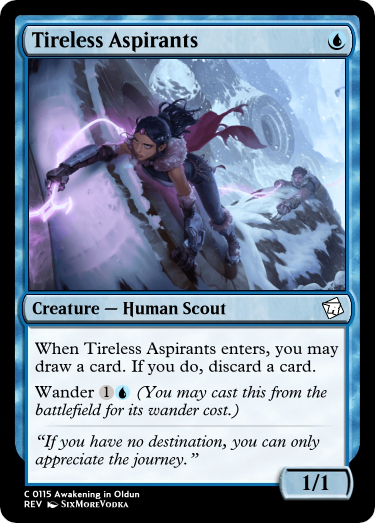 Tireless Aspirants
Creature — Human Scout
When Tireless Aspirants enters, you may
draw a card. If you do, discard a card.
Wander 1 (You may cast this from the
battlefield for its wander cost.)
“If you have no destination, you can only
appreciate the journey.”
1/1
C 0115 Awakening in Oldun
REV SixMoreVodka